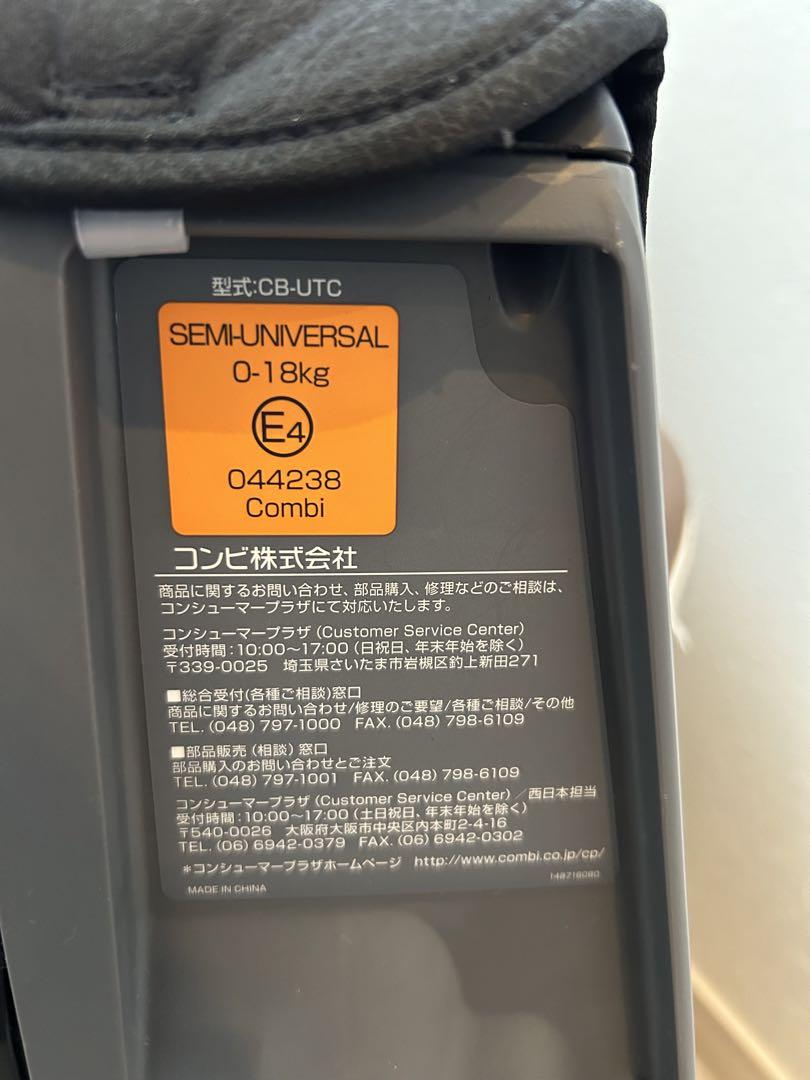 型式:CB-UTC
SEMI-UNIVERSAL
0-18kg
E4
044238
Combi
コンビ株式会社
商品に関するお問い合わせ、部品購入、修理などのご相談は、
コンシューマープラザにて対応いたします。
コンシューマープラザ (Customer Service Center)
受付時間:10:00〜17:00 (日祝日、年末年始を除く)
〒339-0025 埼玉県さいたま市岩槻区釣上新田271
■総合受付(各種ご相談)窓口
商品に関するお問い合わせ/修理のご要望/各種ご相談/その他
TEL. (048) 797-1000 FAX. (048) 798-6109
■部品販売 (相談) 窓口
部品購入のお問い合わせとご注文
TEL. (048) 797-1001 FAX. (048) 798-6109
コンシューマープラザ (Customer Service Center) /西日本担当
受付時間:10:00〜17:00 (土日祝日、年末年始を除く)
〒540-0026 大阪府大阪市中央区内本町2-4-16
TEL. (06) 6942-0379 FAX. (06) 6942-0302
*コンシューマープラザホームページ http://www.combi.co.jp/cp/
MADE IN CHINA
148716080